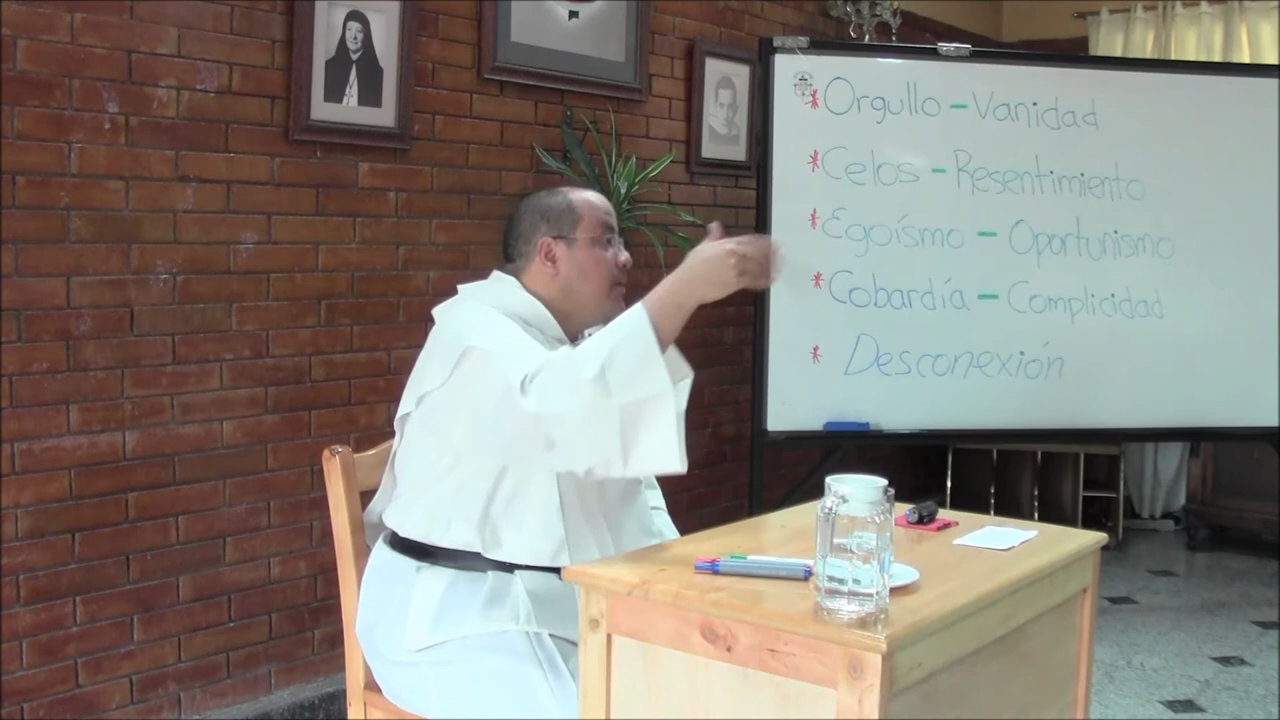 * Orgullo - Vanidad
* Celos - Resentimiento
* Egoísmo - Oportunismo
* Cobardía - Complicidad
* Desconexión